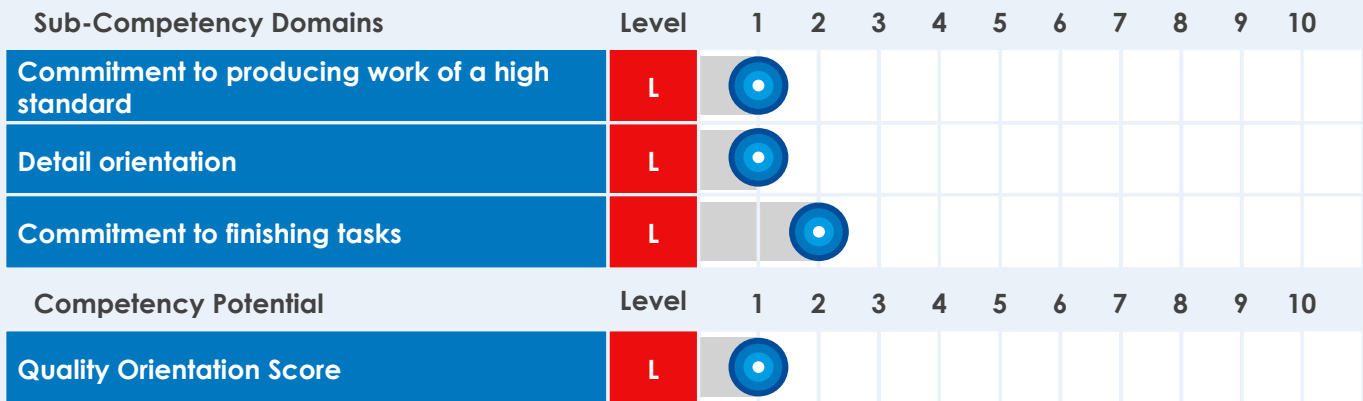 Sub-Competency Domains Level 1 2 3 4 5 6 7 8 9 10
Commitment to producing work of a high
standard
L
Detail orientation L
Commitment to finishing tasks L
Competency Potential Level 1 2 3 4 5 6 7 8 9 10
Quality Orientation Score L